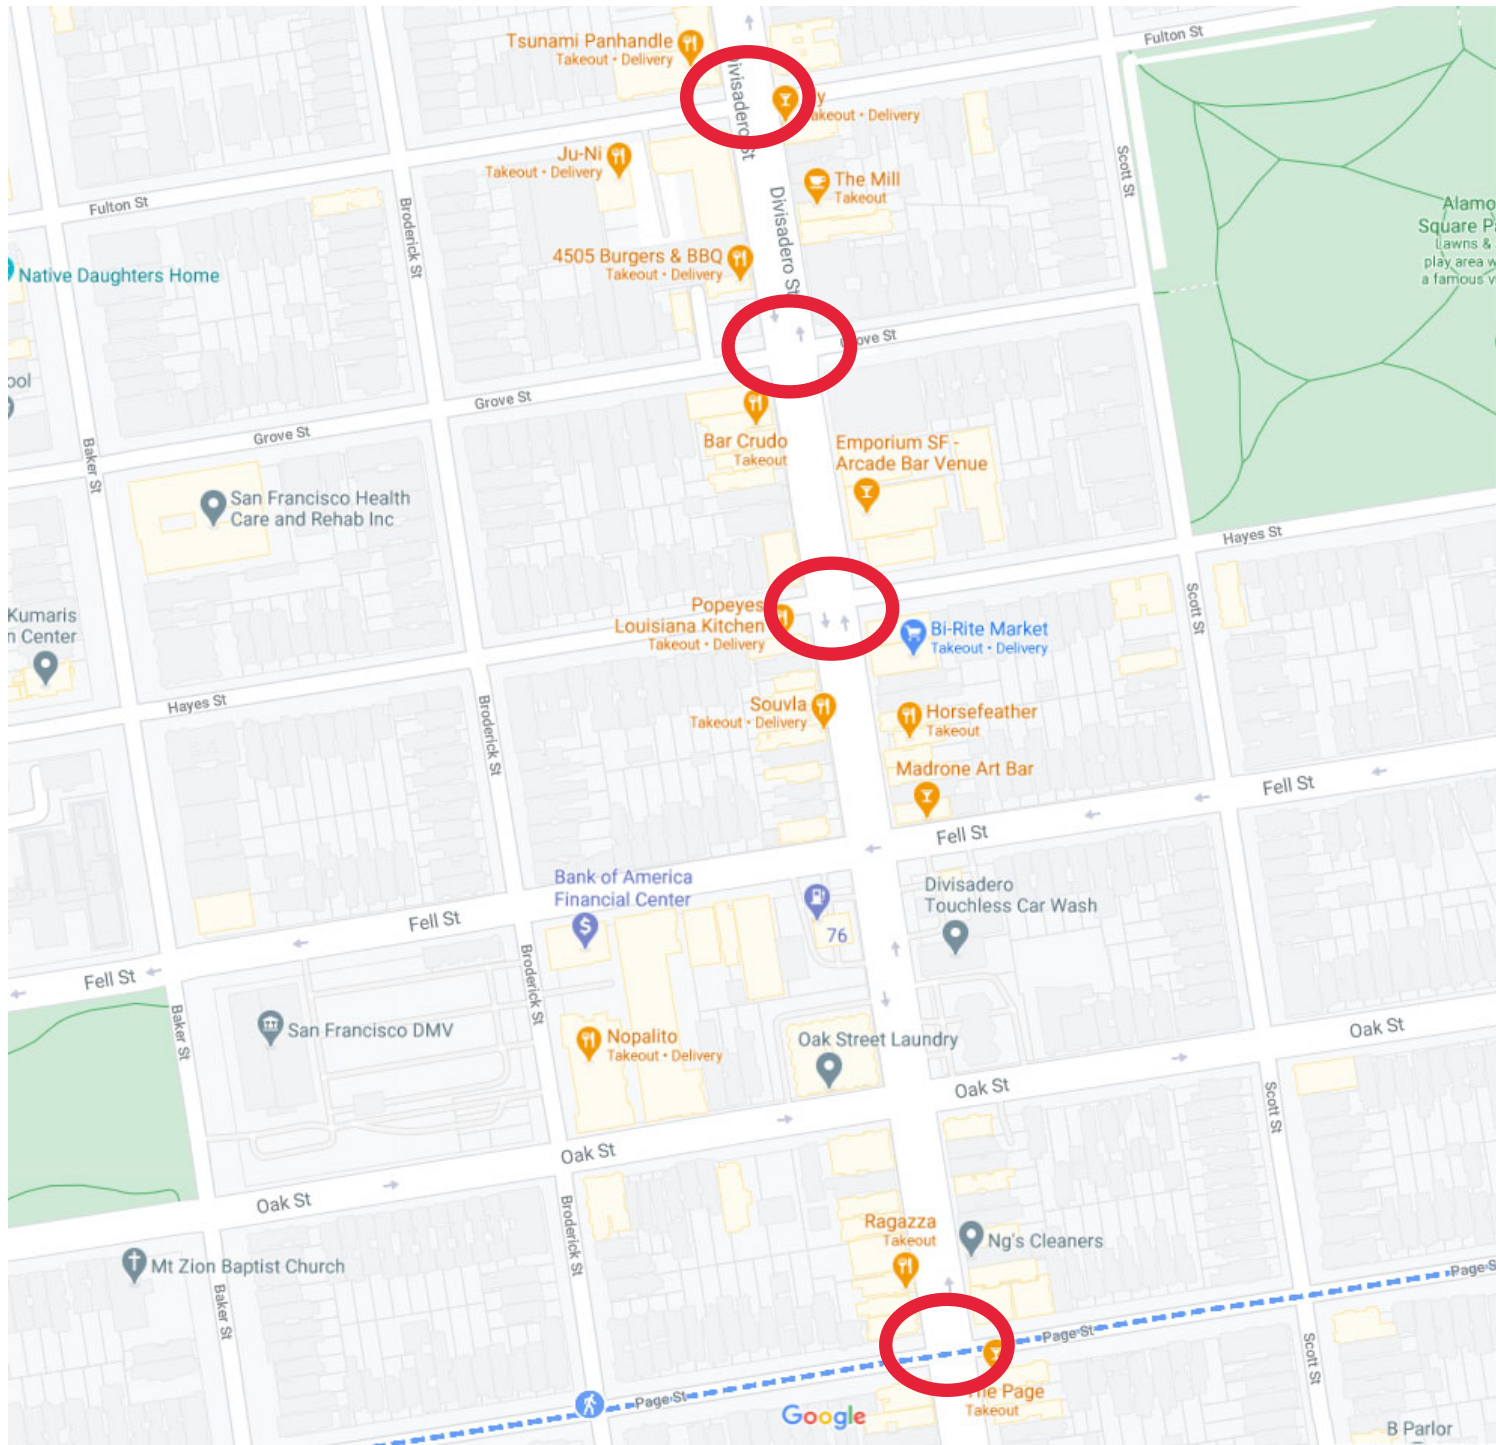 Tsunami Panhandle
Takeout • Delivery
Fulton St
Divisadero St
Takeout • Delivery
Ju-Ni
Takeout • Delivery
The Mill
Takeout
Scott St
Fulton St
Broderick St
Divisadero St
Alamo
Square Pa
Lawns &
play area w
a famous v
4505 Burgers & BBQ
Takeout • Delivery
Native Daughters Home
Grove St
ool
Grove St
Grove St
Bar Crudo
Takeout
Emporium SF -
Arcade Bar Venue
Baker St
San Francisco Health
Care and Rehab Inc
Hayes St
Kumaris
n Center
Popeyes
Louisiana Kitchen
Takeout • Delivery
Bi-Rite Market
Takeout • Delivery
Scott St
Hayes St
Broderick St
Souvla
Takeout • Delivery
Horsefeather
Takeout
Madrone Art Bar
Fell St
Fell St
Bank of America
Financial Center
Divisadero
Touchless Car Wash
Fell St
76
Fell St
Broderick St
Baker St
San Francisco DMV
Nopalito
Takeout • Delivery
Oak Street Laundry
Oak St
Oak St
Scott St
Oak St
Oak St
Broderick St
Ragazza
Takeout
Ng's Cleaners
Mt Zion Baptist Church
Baker St
Page S
Page St
Scott St
Page St
The Page
Takeout
Google
B Parlor